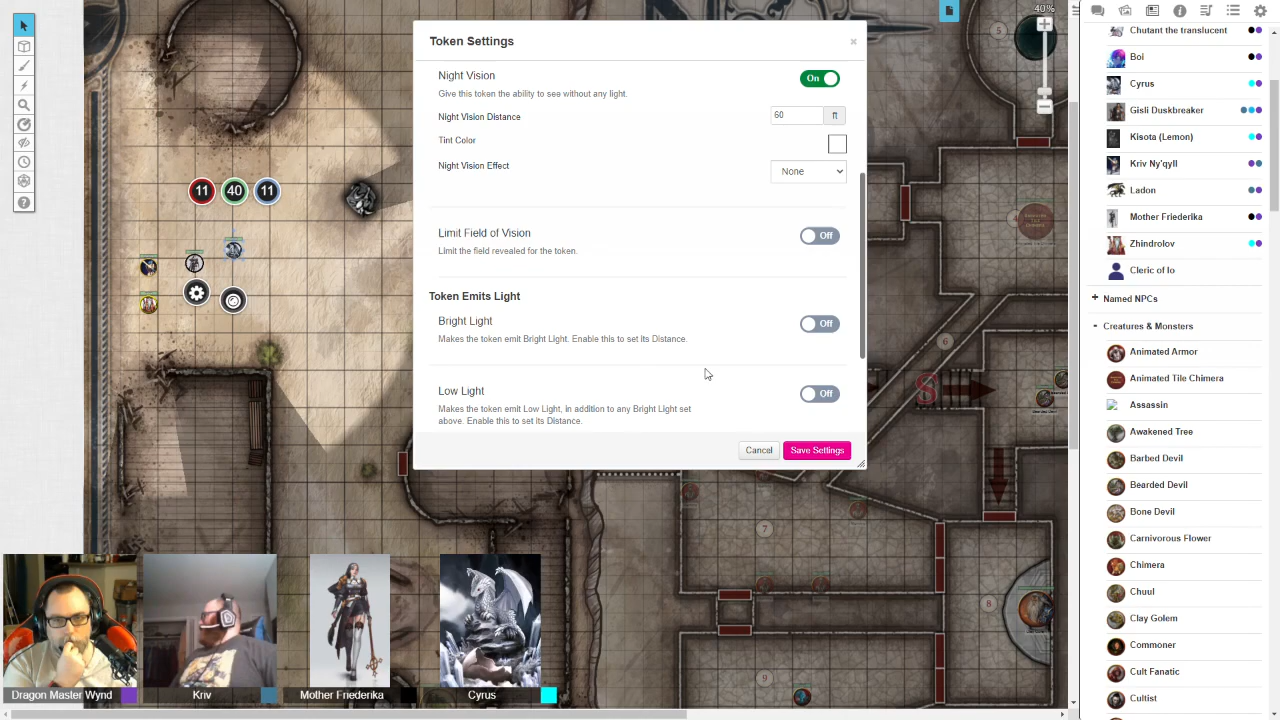 40%
Token Settings
×
Night Vision
On
Give this token the ability to see without any light.
Night Vision Distance
60
ft
Tint Color
Night Vision Effect
None
Limit Field of Vision
Off
Limit the field revealed for the token.
Token Emits Light
Bright Light
Off
Makes the token emit Bright Light. Enable this to set its Distance.
Low Light
Off
Makes the token emit Low Light, in addition to any Bright Light set
above. Enable this to set its Distance.
Cancel
Save Settings
11
40
11
5
6
S
7
8
9
Dragon Master Wynd
Kriv
Mother Friederika
Cyrus
Chutant the translucent
Bol
Cyrus
Gisli Duskbreaker
Kisota (Lemon)
Kriv Ny'qyll
Ladon
Mother Friederika
Zhindrolov
Cleric of Io
+ Named NPCs
- Creatures & Monsters
Animated Armor
Animated Tile Chimera
Assassin
Awakened Tree
Barbed Devil
Bearded Devil
Bone Devil
Carnivorous Flower
Chimera
Chuul
Clay Golem
Commoner
Cult Fanatic
Cultist